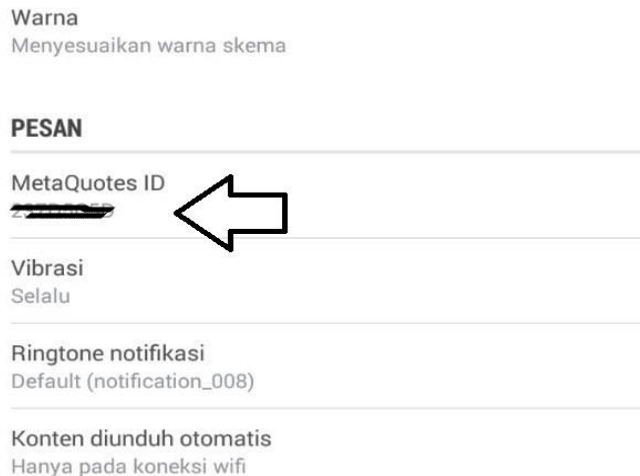 Warna
Menyesuaikan warna skema
PESAN
MetaQuotes ID
Vibrasi
Selalu
Ringtone notifikasi
Default (notification_008)
Konten diunduh otomatis
Hanya pada koneksi wifi